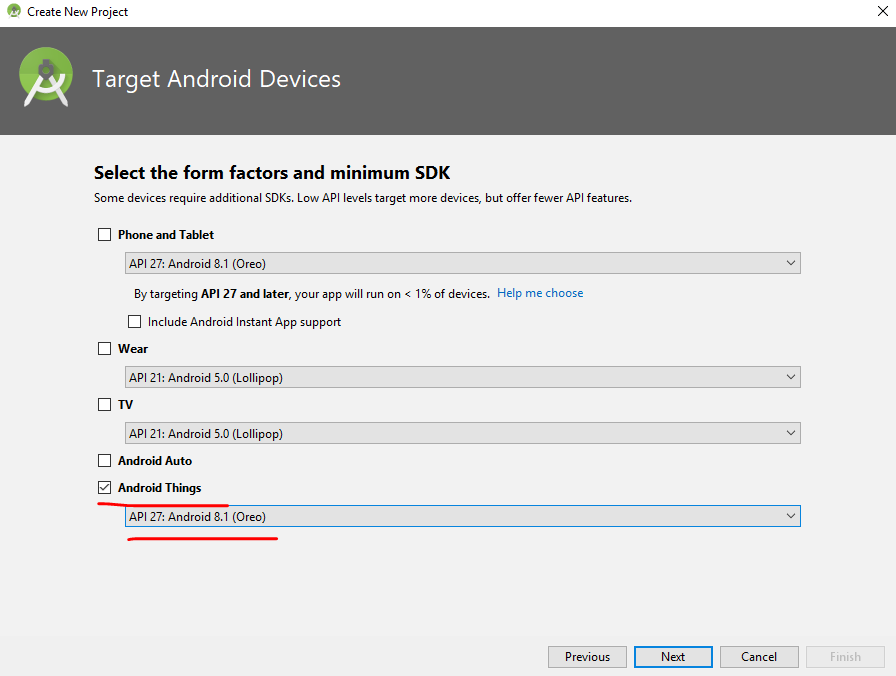 Create New Project
Target Android Devices
Select the form factors and minimum SDK
Some devices require additional SDKs. Low API levels target more devices, but offer fewer API features.
Phone and Tablet
API 27: Android 8.1 (Oreo)
By targeting API 27 and later, your app will run on < 1% of devices. Help me choose
Include Android Instant App support
Wear
API 21: Android 5.0 (Lollipop)
TV
API 21: Android 5.0 (Lollipop)
Android Auto
Android Things
API 27: Android 8.1 (Oreo)
Previous Next Cancel Finish